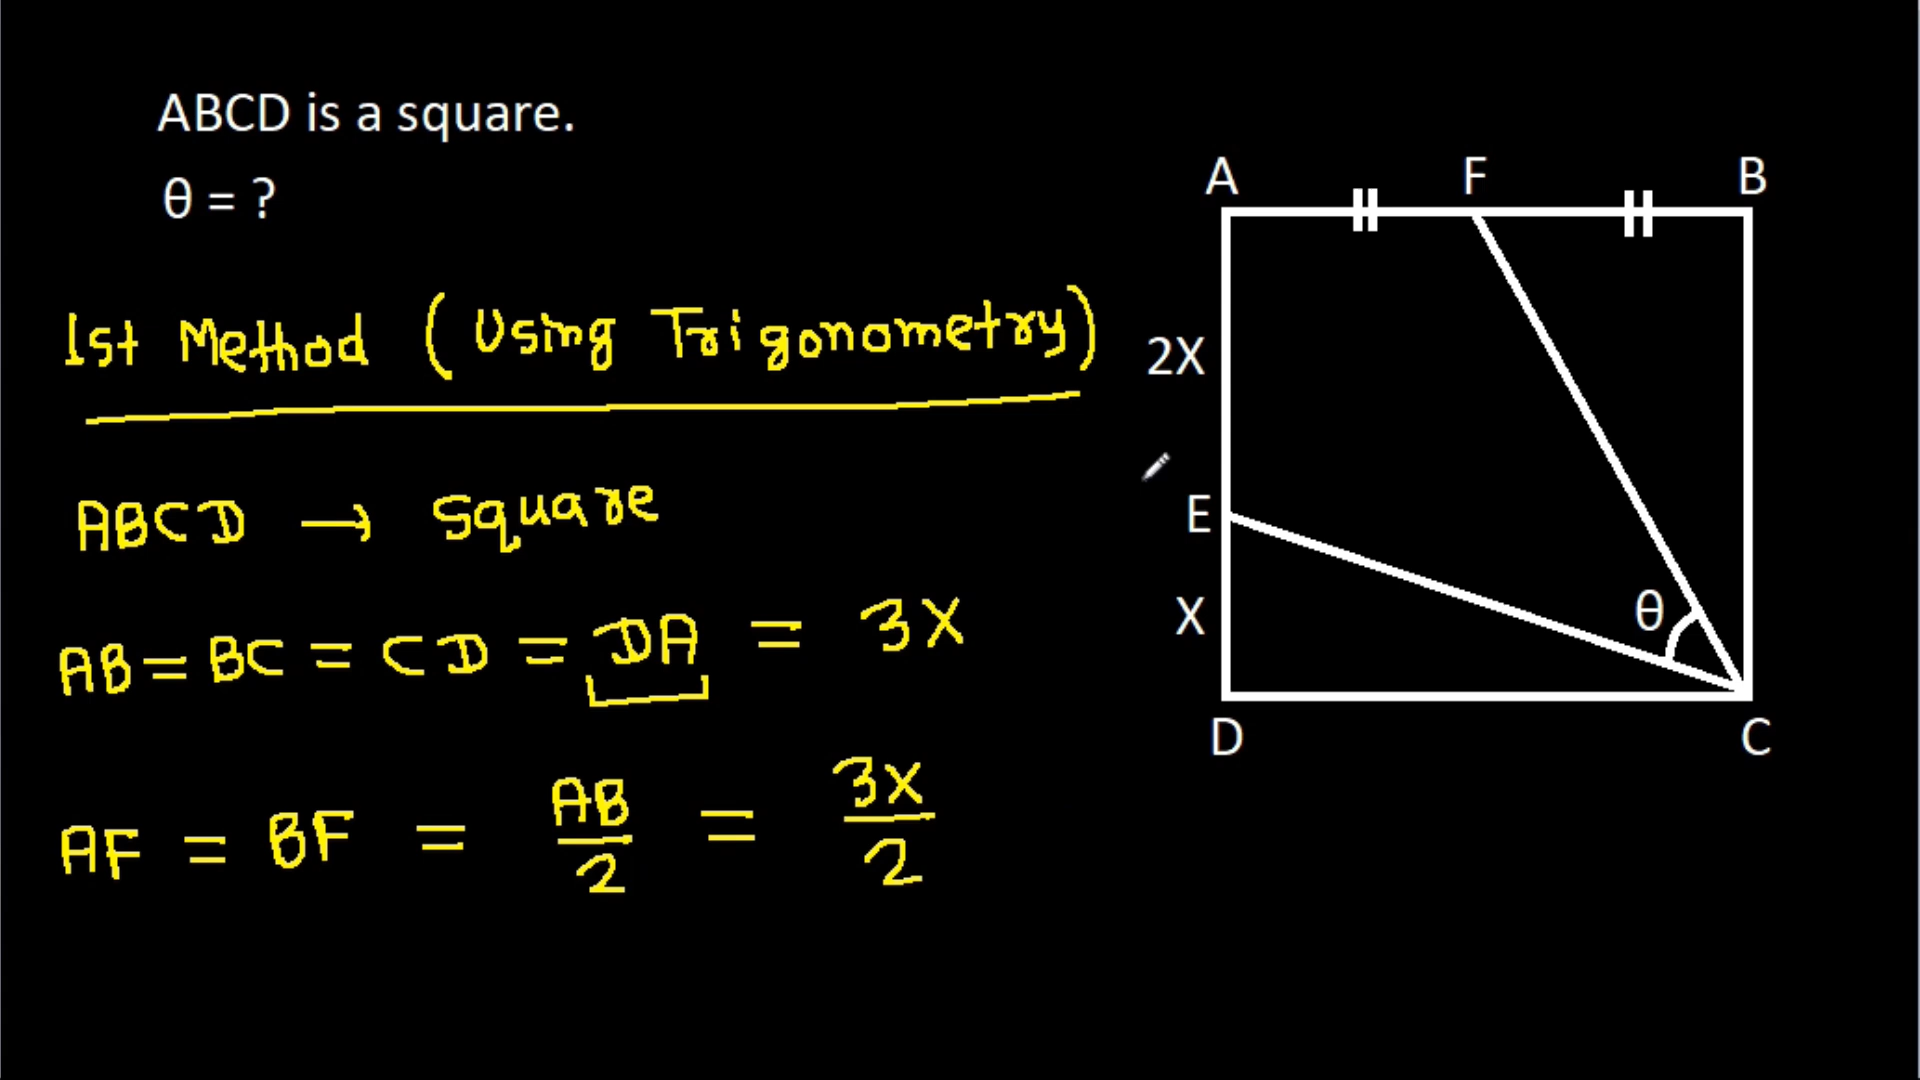 ABCD is a square.
θ = ?
1st Method (Using Trigonometry)
ABCD → square
AB = BC = CD = DA = 3X
AF = BF = AB/2 = 3X/2
A F B
2X
E
X
θ
D C